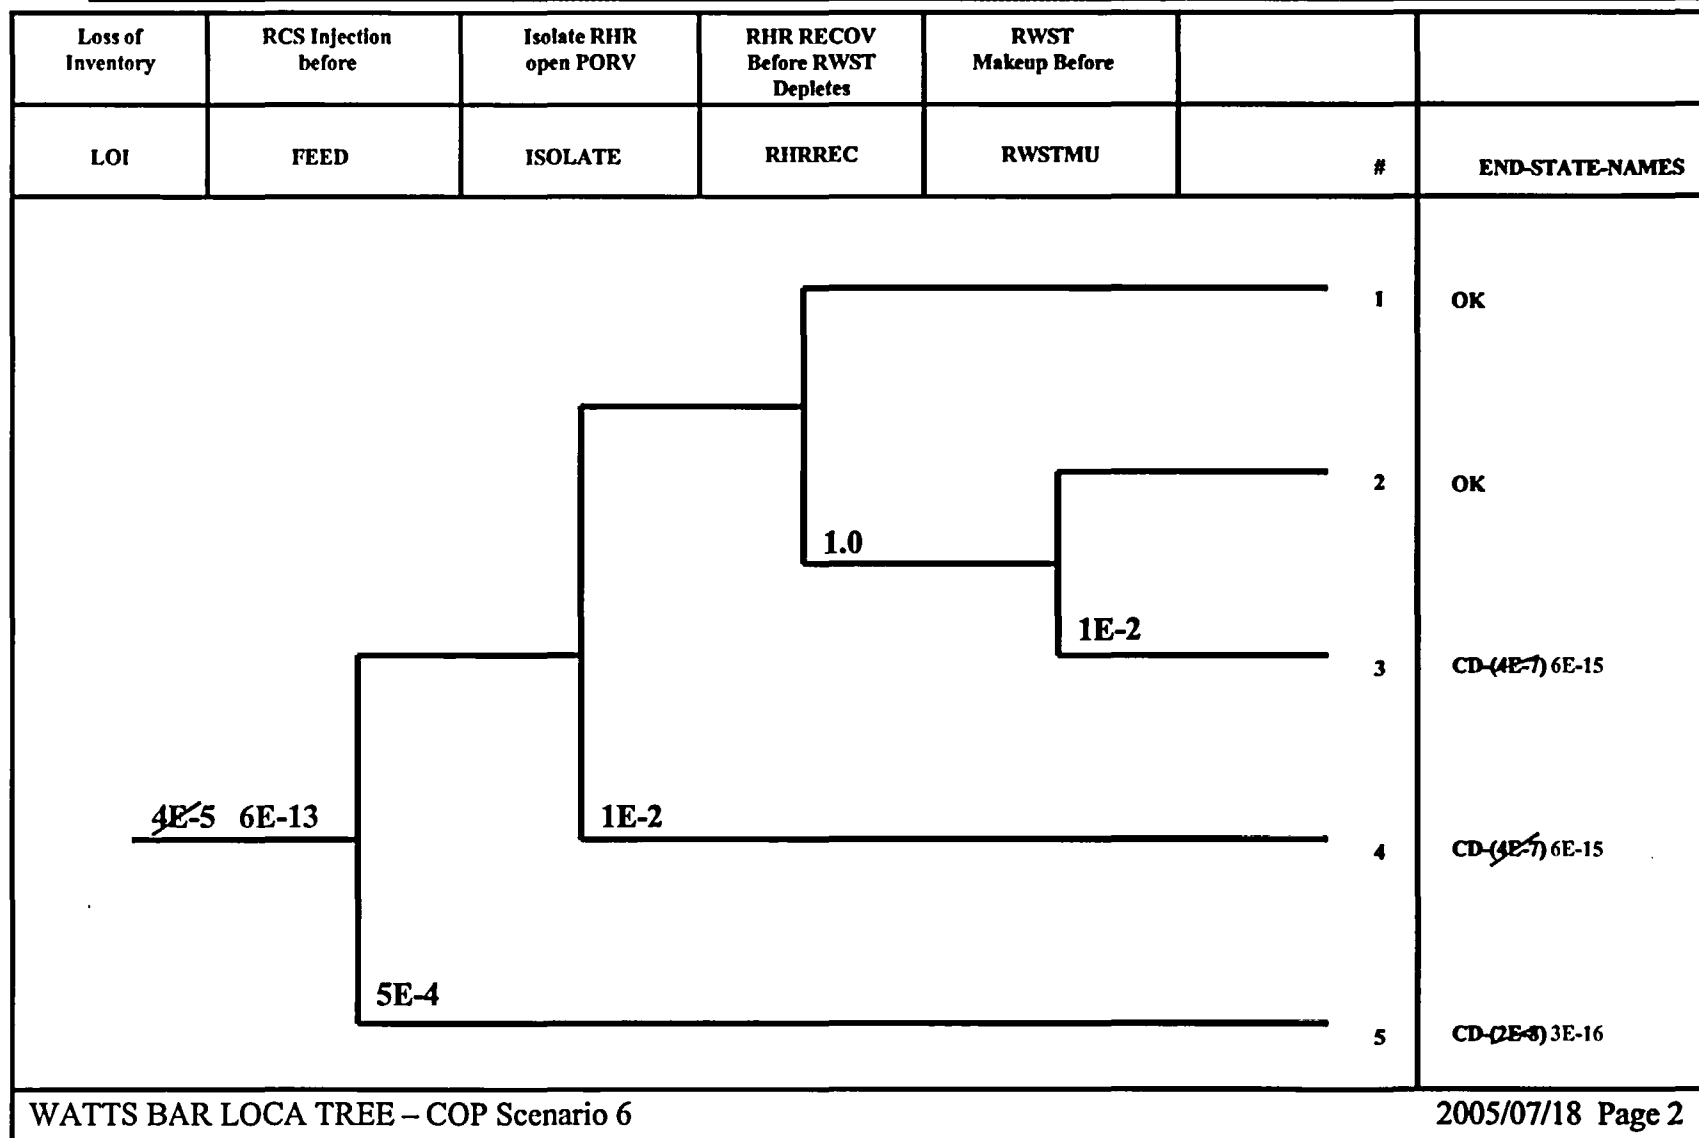 Loss of
Inventory
RCS Injection
before
Isolate RHR
open PORV
RHR RECOV
Before RWST
Depletes
RWST
Makeup Before
LOI
FEED
ISOLATE
RHRREC
RWSTMU
#
END-STATE-NAMES
1 OK
2 OK
1.0
1E-2
3 CD-(4E-7) 6E-15
4E-5 6E-13
1E-2
4 CD-(4E-7) 6E-15
5E-4
5 CD-(2E-8) 3E-16
WATTS BAR LOCA TREE – COP Scenario 6
2005/07/18 Page 2